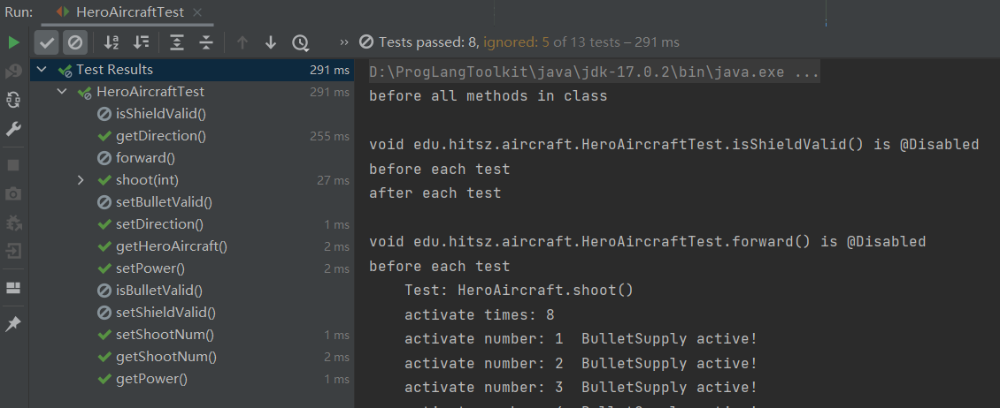 Run: HeroAircraftTest
Tests passed: 8, ignored: 5 of 13 tests – 291 ms
Test Results 291 ms
HeroAircraftTest 291 ms
isShieldValid()
getDirection() 255 ms
forward()
shoot(int) 27 ms
setBulletValid()
setDirection() 1 ms
getHeroAircraft() 2 ms
setPower() 2 ms
isBulletValid()
setShieldValid()
setShootNum() 1 ms
getShootNum() 2 ms
getPower() 1 ms
D:\ProgLangToolkit\java\jdk-17.0.2\bin\java.exe ...
before all methods in class
void edu.hitsz.aircraft.HeroAircraftTest.isShieldValid() is @Disabled
before each test
after each test
void edu.hitsz.aircraft.HeroAircraftTest.forward() is @Disabled
before each test
Test: HeroAircraft.shoot()
activate times: 8
activate number: 1  BulletSupply active!
activate number: 2  BulletSupply active!
activate number: 3  BulletSupply active!